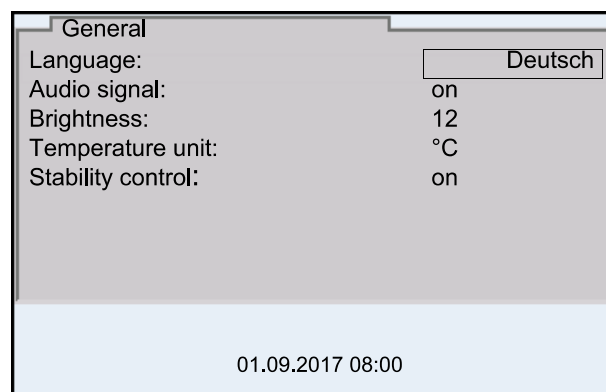 General
Language: Deutsch
Audio signal: on
Brightness: 12
Temperature unit: °C
Stability control: on
01.09.2017 08:00